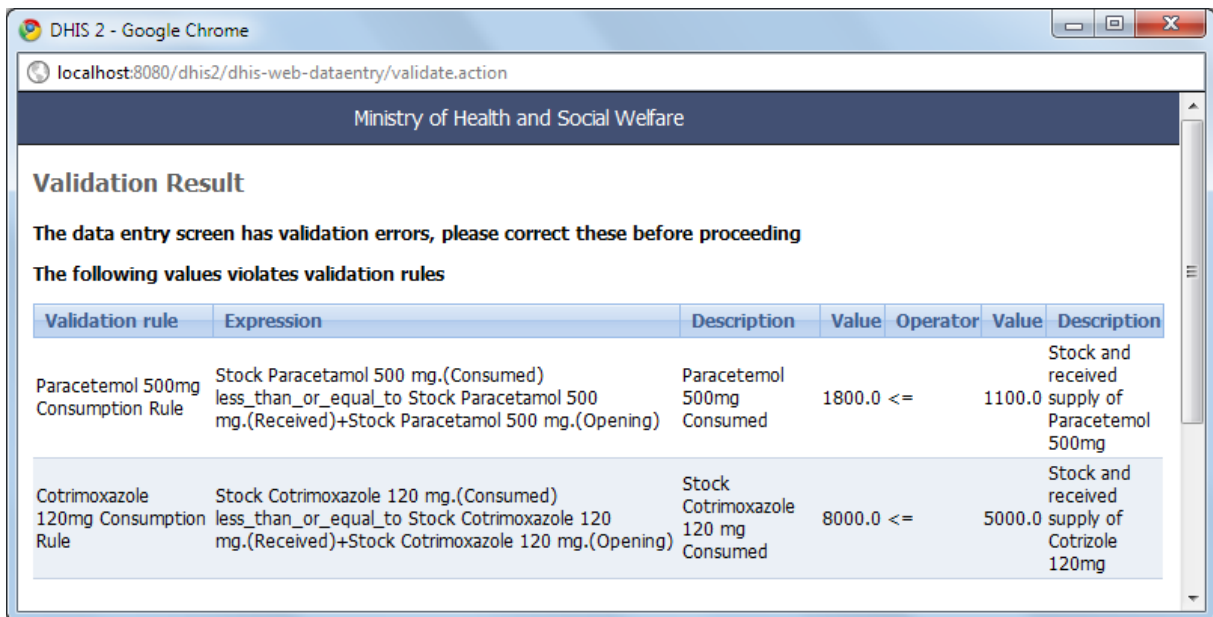 DHIS 2 - Google Chrome
localhost:8080/dhis2/dhis-web-dataentry/validate.action
Ministry of Health and Social Welfare
Validation Result
The data entry screen has validation errors, please correct these before proceeding
The following values violates validation rules
Validation rule Expression Description Value Operator Value Description
Paracetemol 500mg
Consumption Rule
Stock Paracetamol 500 mg.(Consumed)
less_than_or_equal_to Stock Paracetamol 500
mg.(Received)+Stock Paracetamol 500 mg.(Opening)
Paracetemol
500mg
Consumed
1800.0 <=
1100.0
Stock and
received
supply of
Paracetemol
500mg
Cotrimoxazole
120mg Consumption
Rule
Stock Cotrimoxazole 120 mg.(Consumed)
less_than_or_equal_to Stock Cotrimoxazole 120
mg.(Received)+Stock Cotrimoxazole 120 mg.(Opening)
Stock
Cotrimoxazole
120 mg
Consumed
8000.0 <=
5000.0
Stock and
received
supply of
Cotrizole
120mg